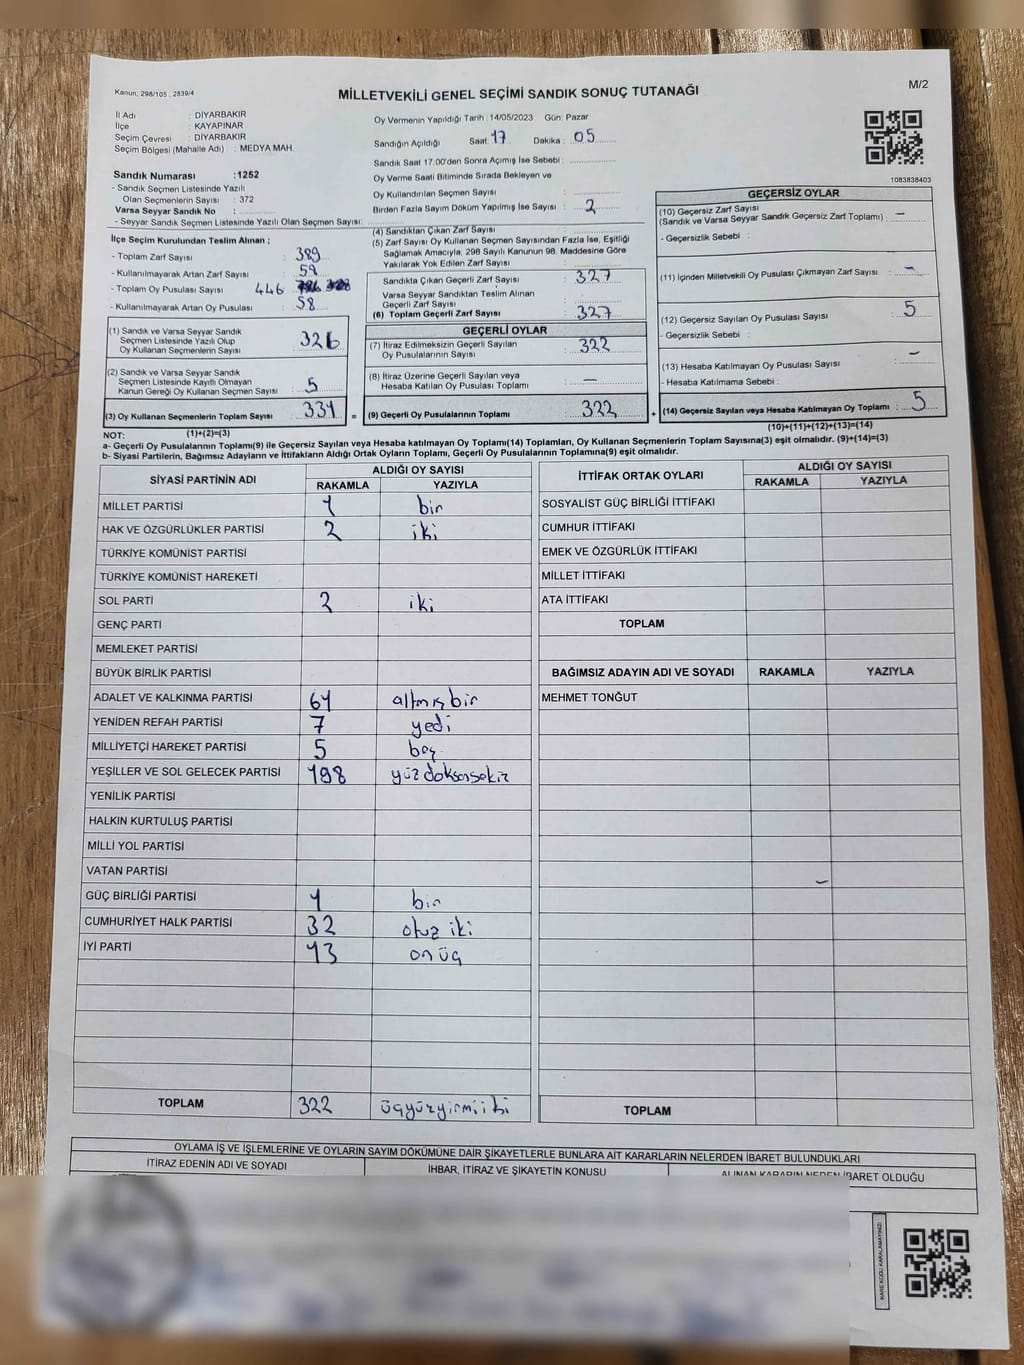 Kanun: 298/105 , 2839/4
MİLLETVEKİLİ GENEL SEÇİMİ SANDIK SONUÇ TUTANAĞI
M/2
İl Adı : DİYARBAKIR
İlçe : KAYAPINAR
Seçim Çevresi : DİYARBAKIR
Seçim Bölgesi (Mahalle Adı) : MEDYA MAH.
Sandık Numarası :1252
- Sandık Seçmen Listesinde Yazılı
Olan Seçmenlerin Sayısı : 372
Varsa Seyyar Sandık No :
- Seyyar Sandık Seçmen Listesinde Yazılı Olan Seçmen Sayısı:
Oy Vermenin Yapıldığı Tarih : 14/05/2023 Gün: Pazar
Sandığın Açıldığı Saat: 17 Dakika : 05
Sandık Saat 17.00'den Sonra Açımış İse Sebebi :
Oy Verme Saati Bitiminde Sırada Bekleyen ve
Oy Kullandırılan Seçmen Sayısı :
Birden Fazla Sayım Döküm Yapılmış İse Sayısı : 2
1083838403
İlçe Seçim Kurulundan Teslim Alınan ;
- Toplam Zarf Sayısı : 389
- Kullanılmayarak Artan Zarf Sayısı : 59
- Toplam Oy Pusulası Sayısı 446
- Kullanılmayarak Artan Oy Pusulası : 58
(1) Sandık ve Varsa Seyyar Sandık
Seçmen Listesinde Yazılı Olup
Oy Kullanan Seçmenlerin Sayısı : 326
(2) Sandık ve Varsa Seyyar Sandık
Seçmen Listesinde Kayıtlı Olmayan
Kanun Gereği Oy Kullanan Seçmen Sayısı : 5
(3) Oy Kullanan Seçmenlerin Toplam Sayısı : 331 =
(4) Sandıktan Çıkan Zarf Sayısı :
(5) Zarf Sayısı Oy Kullanan Seçmen Sayısından Fazla İse, Eşitliği
Sağlamak Amacıyla, 298 Sayılı Kanunun 98. Maddesine Göre
Yakılarak Yok Edilen Zarf Sayısı :
Sandıkta Çıkan Geçerli Zarf Sayısı : 327
Varsa Seyyar Sandıktan Teslim Alınan
Geçerli Zarf Sayısı :
(6) Toplam Geçerli Zarf Sayısı : 327
GEÇERLİ OYLAR
(7) İtiraz Edilmeksizin Geçerli Sayılan
Oy Pusulalarının Sayısı : 322
(8) İtiraz Üzerine Geçerli Sayılan veya
Hesaba Katılan Oy Pusulası Toplamı : —
(9) Geçerli Oy Pusulalarının Toplamı : 322 +
GEÇERSİZ OYLAR
(10) Geçersiz Zarf Sayısı
(Sandık ve Varsa Seyyar Sandık Geçersiz Zarf Toplamı) : —
- Geçersizlik Sebebi :
(11) İçinden Milletvekili Oy Pusulası Çıkmayan Zarf Sayısı : —
(12) Geçersiz Sayılan Oy Pusulası Sayısı : 5
- Geçersizlik Sebebi :
(13) Hesaba Katılmayan Oy Pusulası Sayısı : —
- Hesaba Katılmama Sebebi :
(14) Geçersiz Sayılan veya Hesaba Katılmayan Oy Toplamı : 5
NOT: (1)+(2)=(3)
(10)+(11)+(12)+(13)=(14)
a- Geçerli Oy Pusulalarının Toplamı(9) ile Geçersiz Sayılan veya Hesaba katılmayan Oy Toplamı(14) Toplamları, Oy Kullanan Seçmenlerin Toplam Sayısına(3) eşit olmalıdır. (9)+(14)=(3)
b- Siyasi Partilerin, Bağımsız Adayların ve İttifakların Aldığı Ortak Oyların Toplamı, Geçerli Oy Pusulalarının Toplamına(9) eşit olmalıdır.
SİYASİ PARTİNİN ADI ALDIĞI OY SAYISI
RAKAMLA YAZIYLA
MİLLET PARTİSİ 1 bir
HAK VE ÖZGÜRLÜKLER PARTİSİ 2 iki
TÜRKİYE KOMÜNİST PARTİSİ
TÜRKİYE KOMÜNİST HAREKETİ
SOL PARTİ 2 iki
GENÇ PARTİ
MEMLEKET PARTİSİ
BÜYÜK BİRLİK PARTİSİ
ADALET VE KALKINMA PARTİSİ 61 altmış bir
YENİDEN REFAH PARTİSİ 7 yedi
MİLLİYETÇİ HAREKET PARTİSİ 5 beş
YEŞİLLER VE SOL GELECEK PARTİSİ 198 yüz doksansekiz
YENİLİK PARTİSİ
HALKIN KURTULUŞ PARTİSİ
MİLLİ YOL PARTİSİ
VATAN PARTİSİ
GÜÇ BİRLİĞİ PARTİSİ 1 bir
CUMHURİYET HALK PARTİSİ 32 otuz iki
İYİ PARTİ 13 on üç
TOPLAM 322 üçyüzyirmiiki
İTTİFAK ORTAK OYLARI ALDIĞI OY SAYISI
RAKAMLA YAZIYLA
SOSYALİST GÜÇ BİRLİĞİ İTTİFAKI
CUMHUR İTTİFAKI
EMEK VE ÖZGÜRLÜK İTTİFAKI
MİLLET İTTİFAKI
ATA İTTİFAKI
TOPLAM
BAĞIMSIZ ADAYIN ADI VE SOYADI RAKAMLA YAZIYLA
MEHMET TONĞUT
TOPLAM
OYLAMA İŞ VE İŞLEMLERİNE VE OYLARIN SAYIM DÖKÜMÜNE DAİR ŞİKAYETLERLE BUNLARA AİT KARARLARIN NELERDEN İBARET BULUNDUKLARI
İTİRAZ EDENİN ADI VE SOYADI İHBAR, İTİRAZ VE ŞİKAYETİN KONUSU ALINAN KARARIN NEDEN İBARET OLDUĞU
KARE KODU KARALAMAYINIZ!